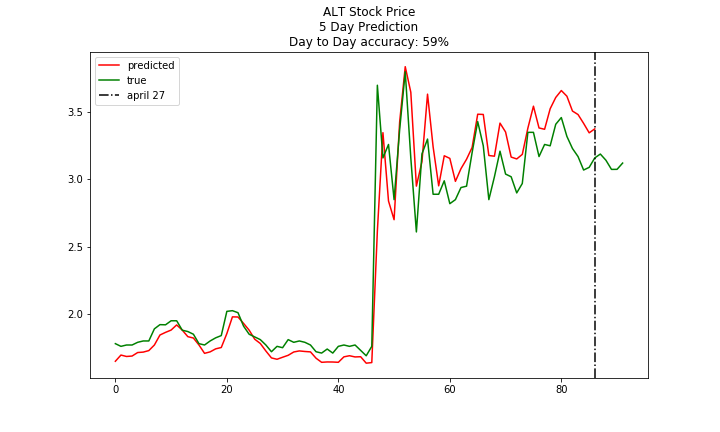 ALT Stock Price
5 Day Prediction
Day to Day accuracy: 59%
predicted
true
april 27
3.5
3.0
2.5
2.0
0
20
40
60
80